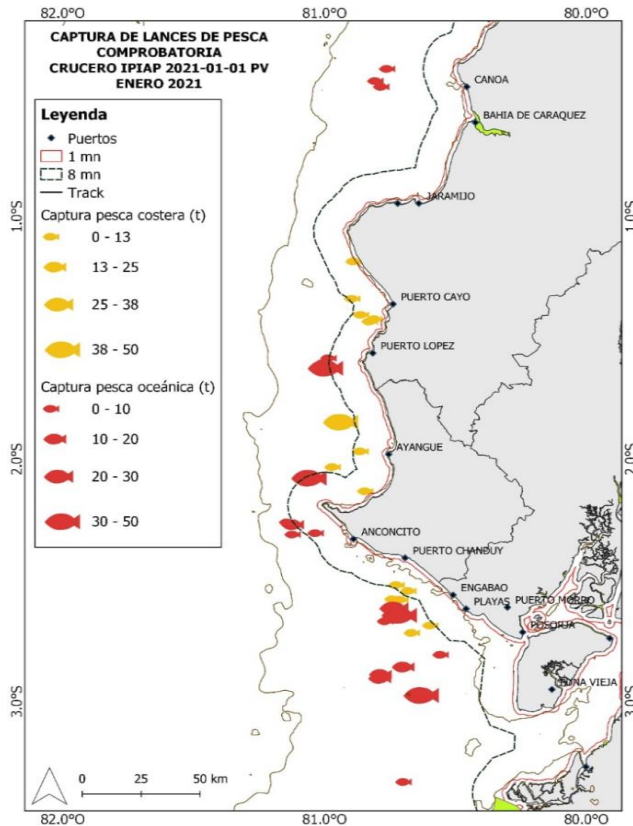 82.0°O
81.0°O
80.0°O
CAPTURA DE LANCES DE PESCA
COMPROBATORIA
CRUCERO IPIAP 2021-01-01 PV
ENERO 2021
Leyenda
Puertos
1 mn
8 mn
Track
Captura pesca costera (t)
0 - 13
13 - 25
25 - 38
38 - 50
Captura pesca oceánica (t)
0 - 10
10 - 20
20 - 30
30 - 50
CANOA
BAHIA DE CARAQUEZ
JARAMIJO
1.0°S
1.0°S
PUERTO CAYO
PUERTO LOPEZ
AYANGUE
2.0°S
2.0°S
ANCONCITO
PUERTO CHANDUY
ENGABAO
PLAYAS
PUERTO MORRO
POSORJA
PUNA VIEJA
3.0°S
3.0°S
0
25
50 km
82.0°O
81.0°O
80.0°O